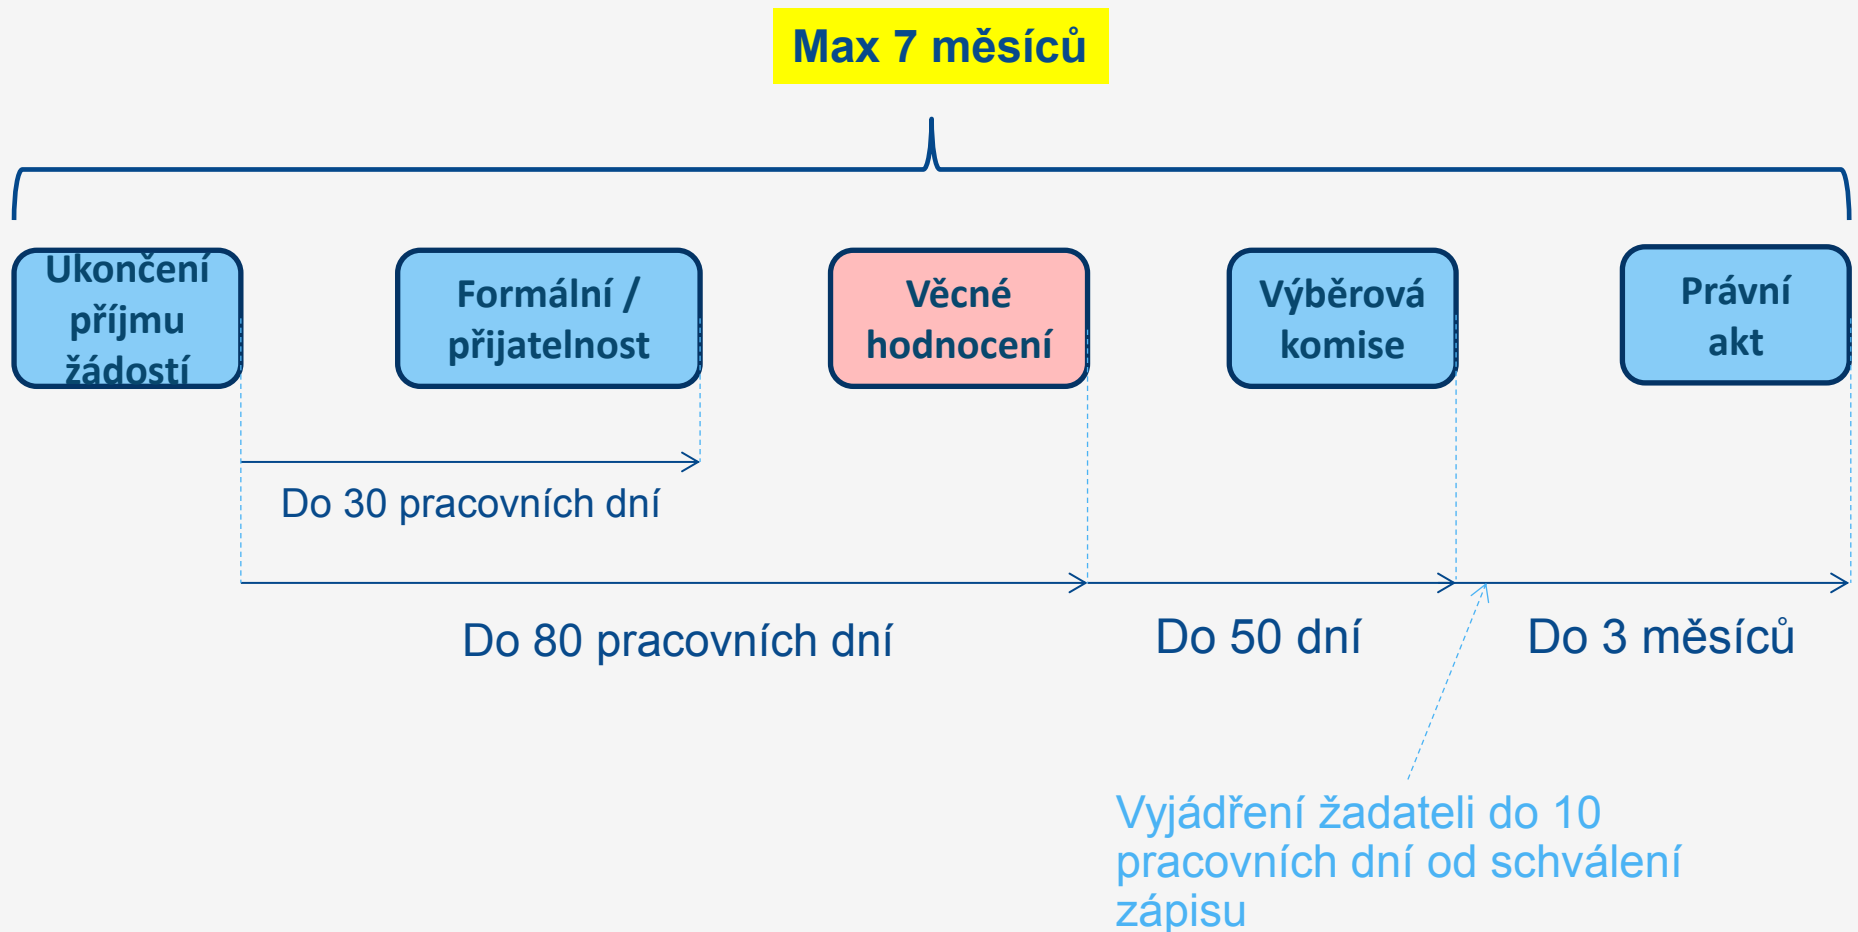 Max 7 měsíců
Ukončení
příjmu
žádostí
Formální /
přijatelnost
Věcné
hodnocení
Výběrová
komise
Právní
akt
Do 30 pracovních dní
Do 80 pracovních dní
Do 50 dní
Do 3 měsíců
Vyjádření žadateli do 10
pracovních dní od schválení
zápisu